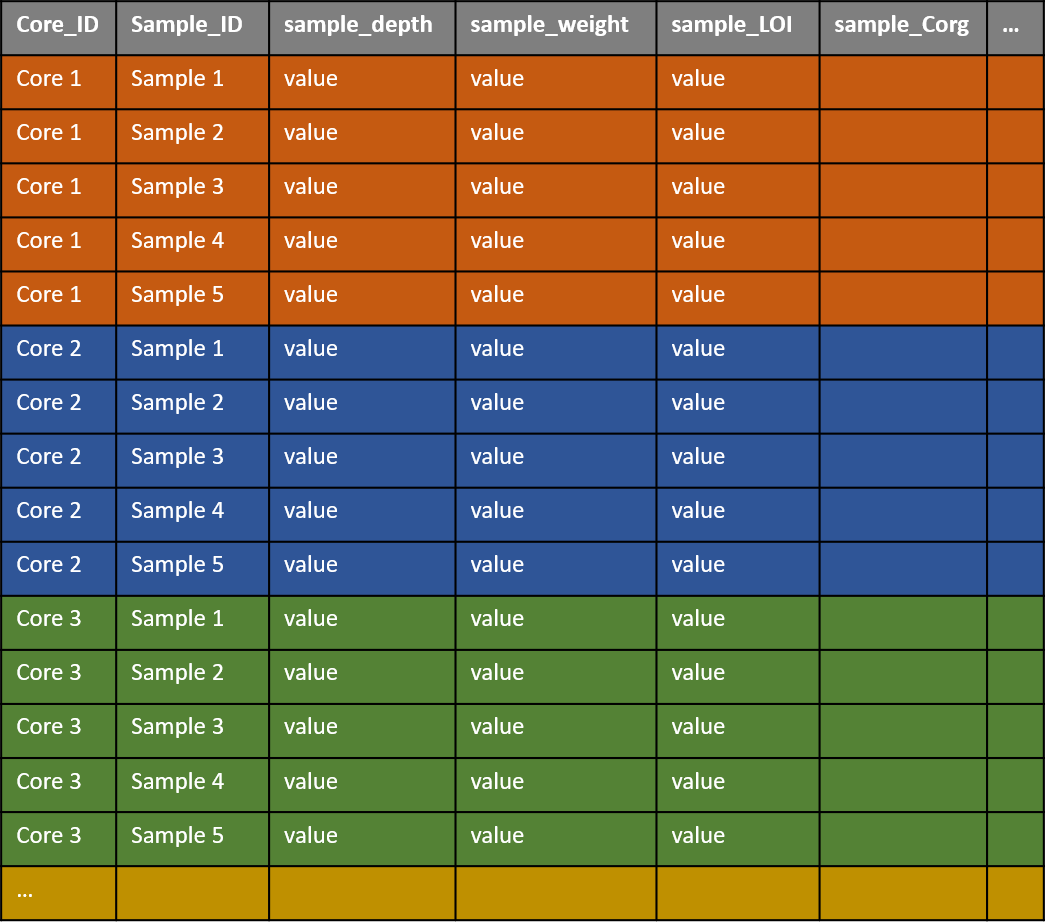 Core_ID Sample_ID sample_depth sample_weight sample_LOI sample_Corg ...
Core 1 Sample 1 value value value
Core 1 Sample 2 value value value
Core 1 Sample 3 value value value
Core 1 Sample 4 value value value
Core 1 Sample 5 value value value
Core 2 Sample 1 value value value
Core 2 Sample 2 value value value
Core 2 Sample 3 value value value
Core 2 Sample 4 value value value
Core 2 Sample 5 value value value
Core 3 Sample 1 value value value
Core 3 Sample 2 value value value
Core 3 Sample 3 value value value
Core 3 Sample 4 value value value
Core 3 Sample 5 value value value
...